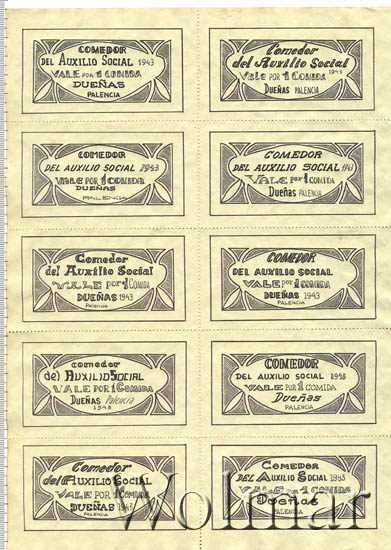 COMEDOR
DEL AUXILIO SOCIAL 1943
VALE POR 1 COMIDA
DUEÑAS
PALENCIA
Comedor
del Auxilio Social
1943
VALE POR 1 COMIDA
DUEÑAS PALENCIA
COMEDOR
DEL AUXILIO SOCIAL 1943
VALE POR 1 COMIDA
DUEÑAS
PALENCIA
COMEDOR
DEL AUXILIO SOCIAL 1943
VALE POR 1 COMIDA
Dueñas PALENCIA
Comedor
del Auxilio Social
VALE POR 1 COMIDA
DUEÑAS 1943
Palencia
COMEDOR
DEL AUXILIO SOCIAL
VALE POR 1 COMIDA
DUEÑAS 1943
PALENCIA
comedor
del AUXILIO SOCIAL
VALE POR 1 COMIDA
DUEÑAS Palencia
1943
COMEDOR
DEL AUXILIO SOCIAL 1943
VALE POR 1 COMIDA
Dueñas
PALENCIA
Comedor
del AUXILIO SOCIAL
VALE POR 1 COMIDA
PALENCIA 1943
DUEÑAS
COMEDOR
DEL AUXILIO SOCIAL 1943
VALE POR 1 COMIDA
Dueñas
PALENCIA
Wolmar